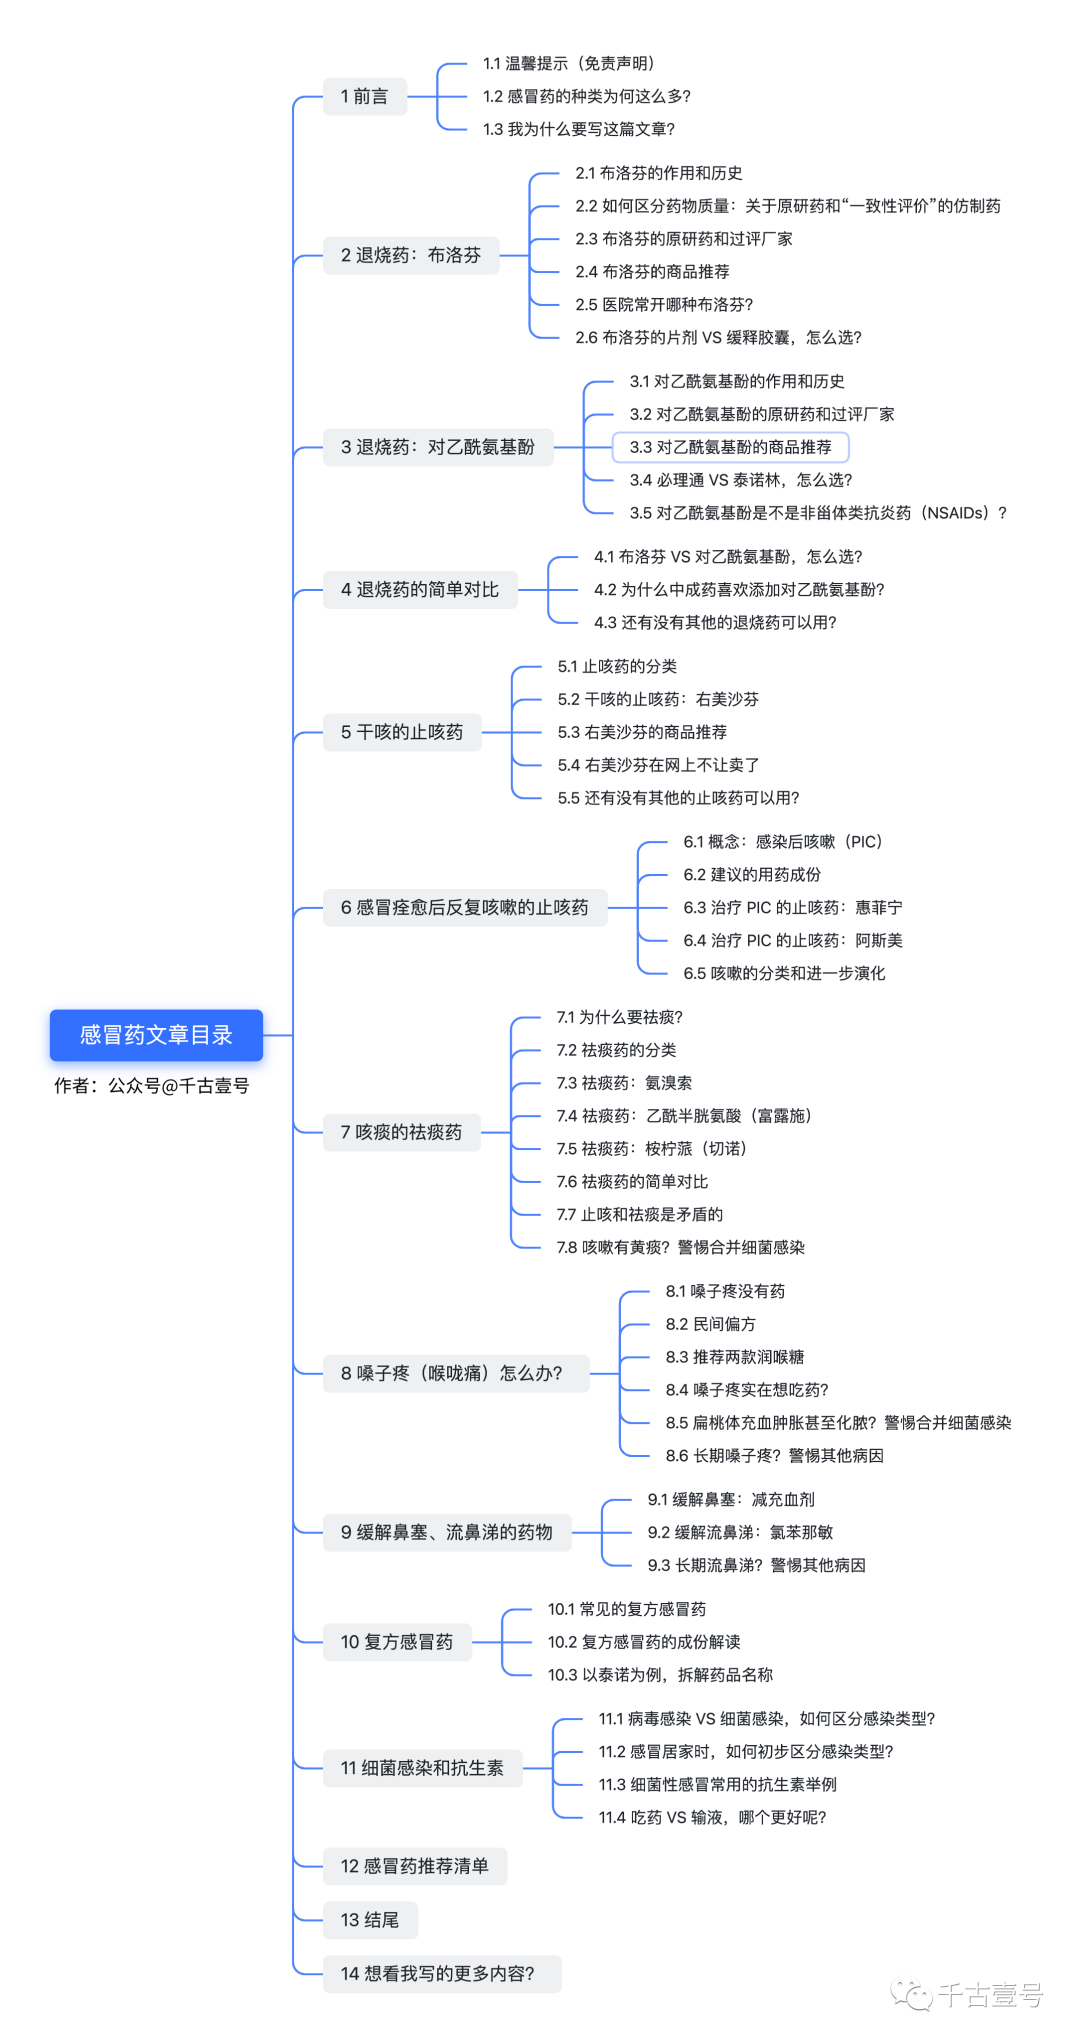 感冒药文章目录
作者：公众号@千古壹号
1 前言
1.1 温馨提示（免责声明）
1.2 感冒药的种类为何这么多？
1.3 我为什么要写这篇文章？
2 退烧药：布洛芬
2.1 布洛芬的作用和历史
2.2 如何区分药物质量：关于原研药和“一致性评价”的仿制药
2.3 布洛芬的原研药和过评厂家
2.4 布洛芬的商品推荐
2.5 医院常开哪种布洛芬？
2.6 布洛芬的片剂 VS 缓释胶囊，怎么选？
3 退烧药：对乙酰氨基酚
3.1 对乙酰氨基酚的作用和历史
3.2 对乙酰氨基酚的原研药和过评厂家
3.3 对乙酰氨基酚的商品推荐
3.4 必理通 VS 泰诺林，怎么选？
3.5 对乙酰氨基酚是不是非甾体类抗炎药（NSAIDs）?
4 退烧药的简单对比
4.1 布洛芬 VS 对乙酰氨基酚，怎么选？
4.2 为什么中成药喜欢添加对乙酰氨基酚？
4.3 还有没有其他的退烧药可以用？
5 干咳的止咳药
5.1 止咳药的分类
5.2 干咳的止咳药：右美沙芬
5.3 右美沙芬的商品推荐
5.4 右美沙芬在网上不让卖了
5.5 还有没有其他的止咳药可以用？
6 感冒痊愈后反复咳嗽的止咳药
6.1 概念：感染后咳嗽（PIC）
6.2 建议的用药成份
6.3 治疗 PIC 的止咳药：惠菲宁
6.4 治疗 PIC 的止咳药：阿斯美
6.5 咳嗽的分类和进一步演化
7 咳痰的祛痰药
7.1 为什么要祛痰？
7.2 祛痰药的分类
7.3 祛痰药：氨溴索
7.4 祛痰药：乙酰半胱氨酸（富露施）
7.5 祛痰药：桉柠蒎（切诺）
7.6 祛痰药的简单对比
7.7 止咳和祛痰是矛盾的
7.8 咳嗽有黄痰？警惕合并细菌感染
8 嗓子疼（喉咙痛）怎么办？
8.1 嗓子疼没有药
8.2 民间偏方
8.3 推荐两款润喉糖
8.4 嗓子疼实在想吃药？
8.5 扁桃体充血肿胀甚至化脓？警惕合并细菌感染
8.6 长期嗓子疼？警惕其他病因
9 缓解鼻塞、流鼻涕的药物
9.1 缓解鼻塞：减充血剂
9.2 缓解流鼻涕：氯苯那敏
9.3 长期流鼻涕？警惕其他病因
10 复方感冒药
10.1 常见的复方感冒药
10.2 复方感冒药的成份解读
10.3 以泰诺为例，拆解药品名称
11 细菌感染和抗生素
11.1 病毒感染 VS 细菌感染，如何区分感染类型？
11.2 感冒居家时，如何初步区分感染类型？
11.3 细菌性感冒常用的抗生素举例
11.4 吃药 VS 输液，哪个更好呢？
12 感冒药推荐清单
13 结尾
14 想看我写的更多内容？
千古壹号